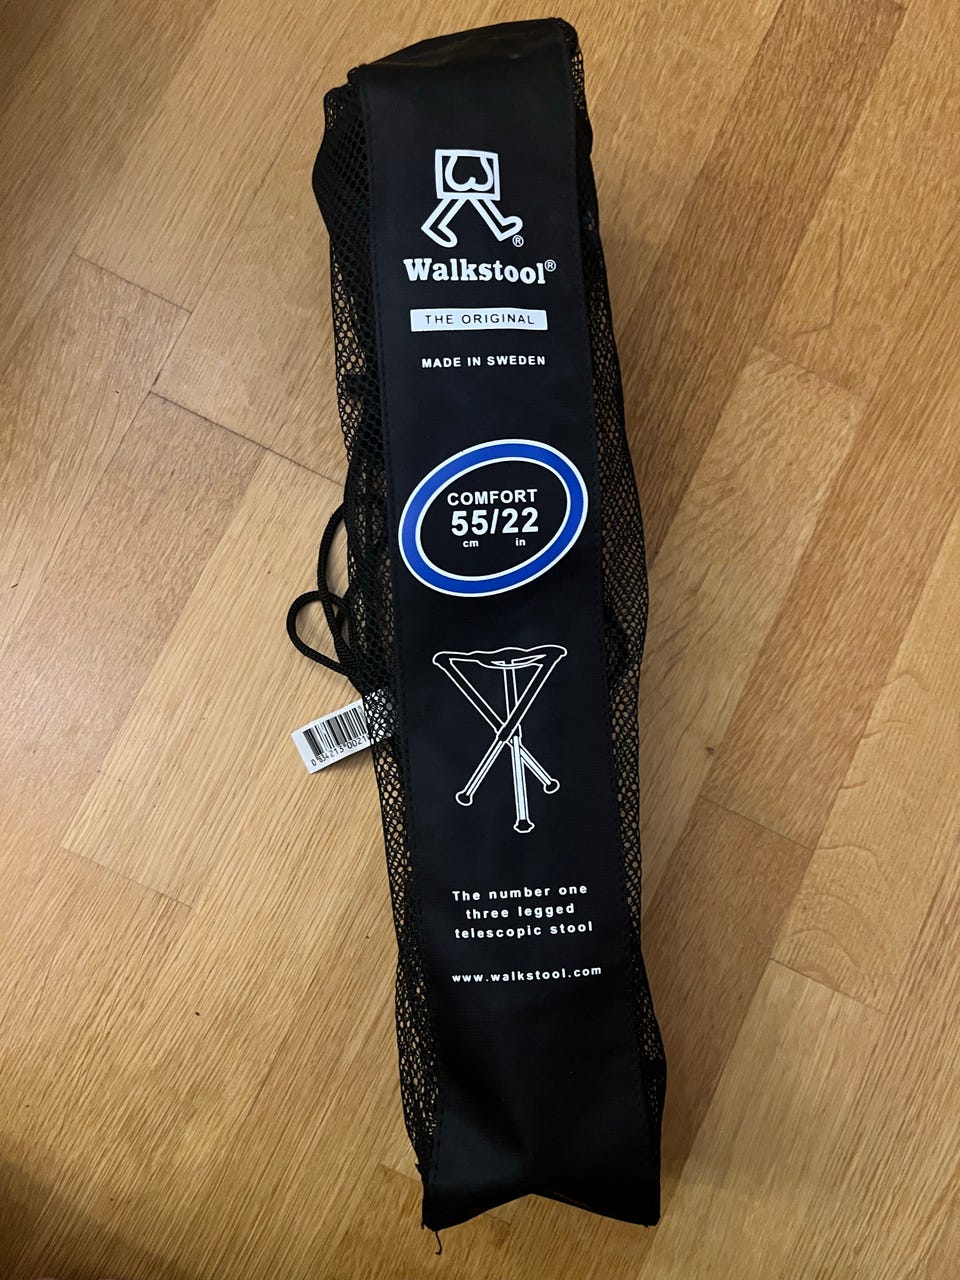 ®
Walkstool®
THE ORIGINAL
MADE IN SWEDEN
COMFORT
55/22
cm in
The number one
three legged
telescopic stool
www.walkstool.com